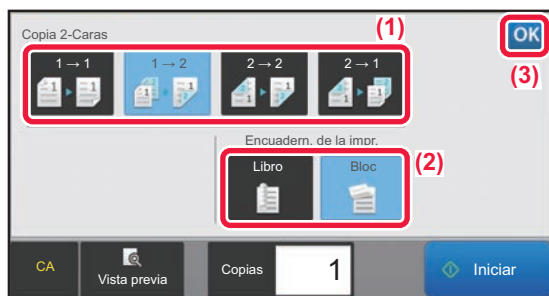 (1)
Copia 2-Caras
OK
1 → 1
1 → 2
2 → 2
2 → 1
(3)
Encuadern. de la impr.
Libro
Bloc
(2)
CA
Vista previa
Copias
1
Iniciar